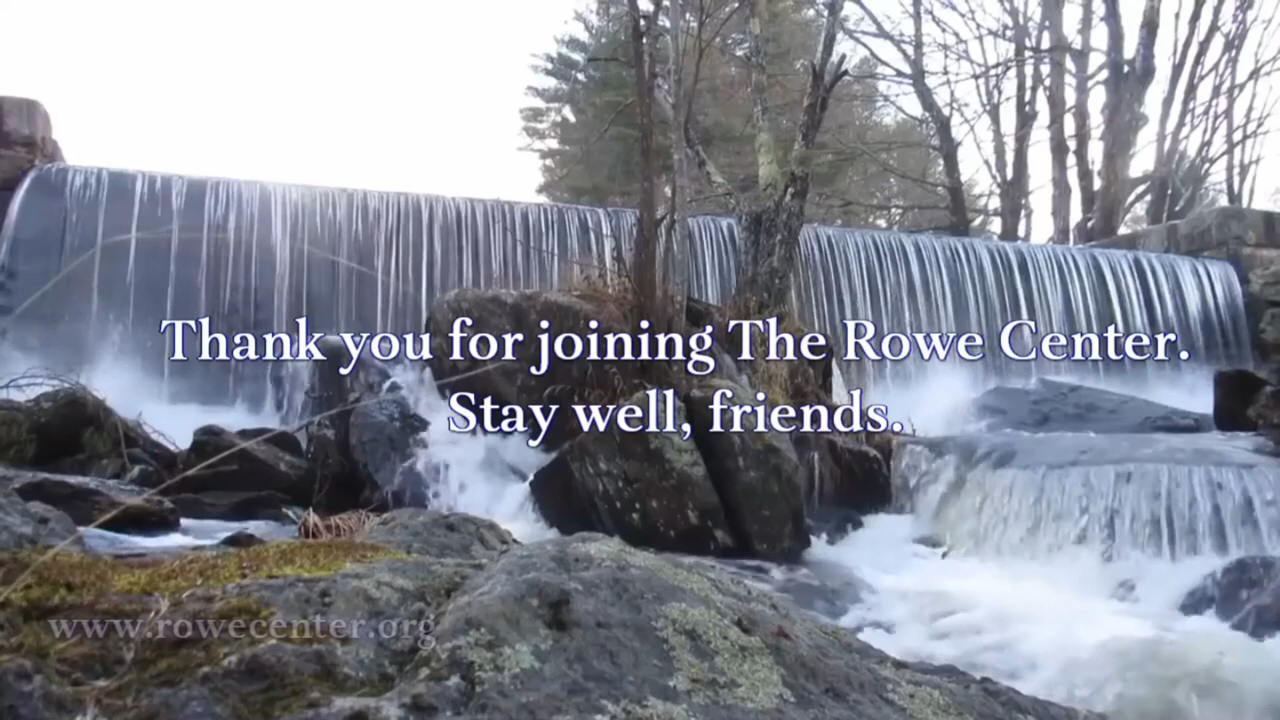 Thank you for joining The Rowe Center.
Stay well, friends.
www.rowecenter.org